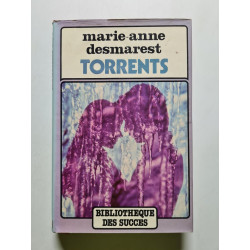 marie-anne
desmarest
TORRENTS
BIBLIOTHEQUE
DES SUCCES